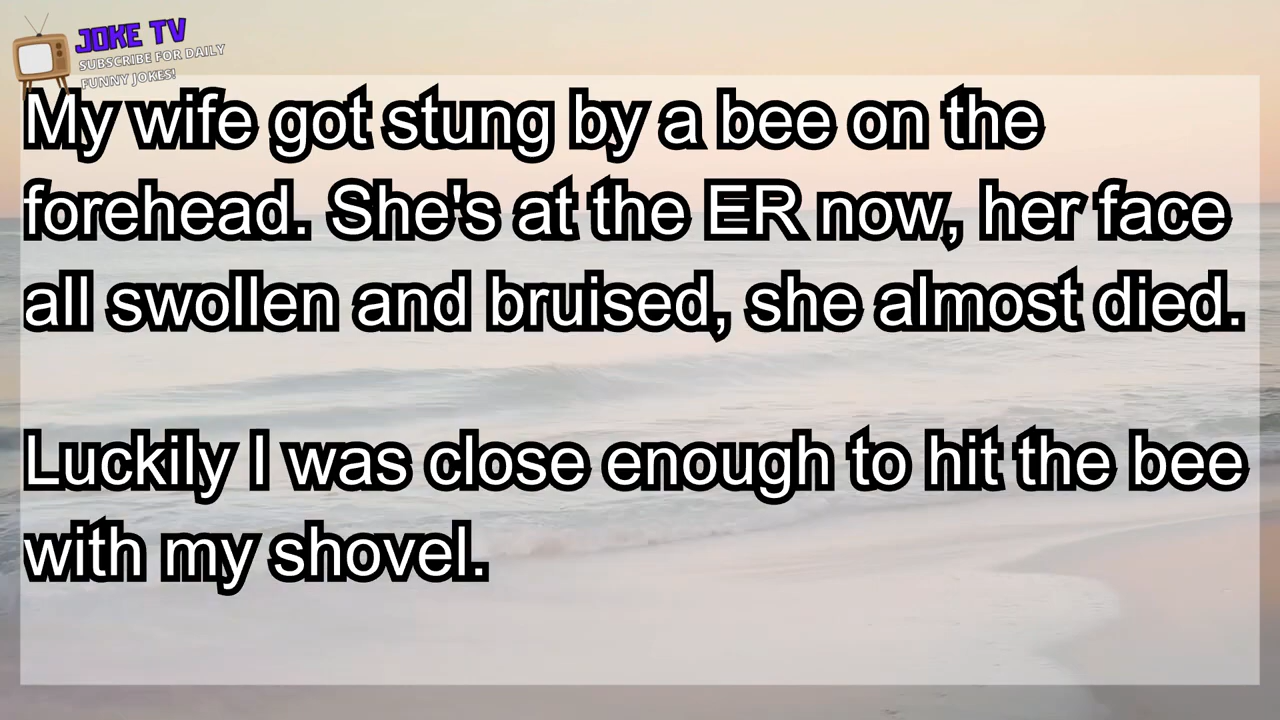 JOKE TV
SUBSCRIBE FOR DAILY
FUNNY JOKES!
My wife got stung by a bee on the
forehead. She's at the ER now, her face
all swollen and bruised, she almost died.
Luckily I was close enough to hit the bee
with my shovel.